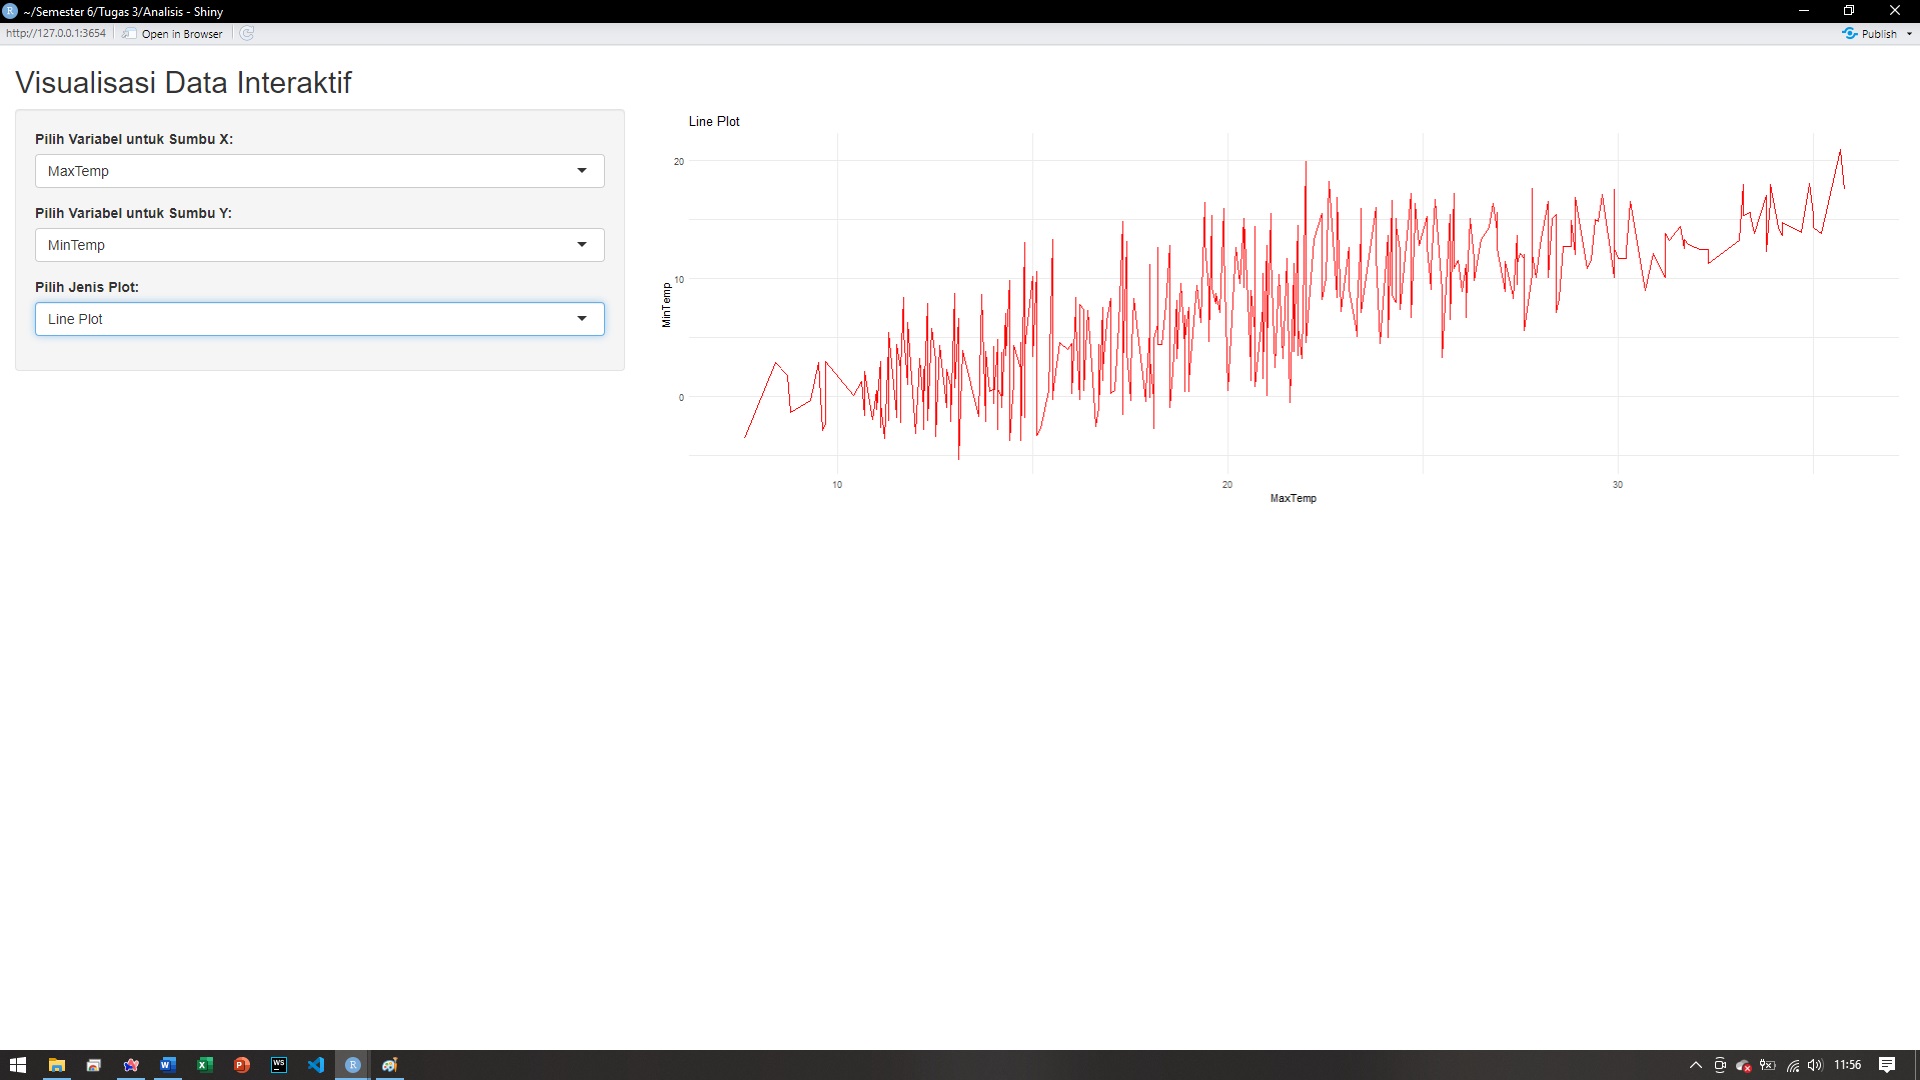 ~/Semester 6/Tugas 3/Analisis - Shiny
http://127.0.0.1:3654
Open in Browser
Publish
Visualisasi Data Interaktif
Pilih Variabel untuk Sumbu X:
MaxTemp
Pilih Variabel untuk Sumbu Y:
MinTemp
Pilih Jenis Plot:
Line Plot
Line Plot
20
10
0
MinTemp
10
20
30
MaxTemp
11:56